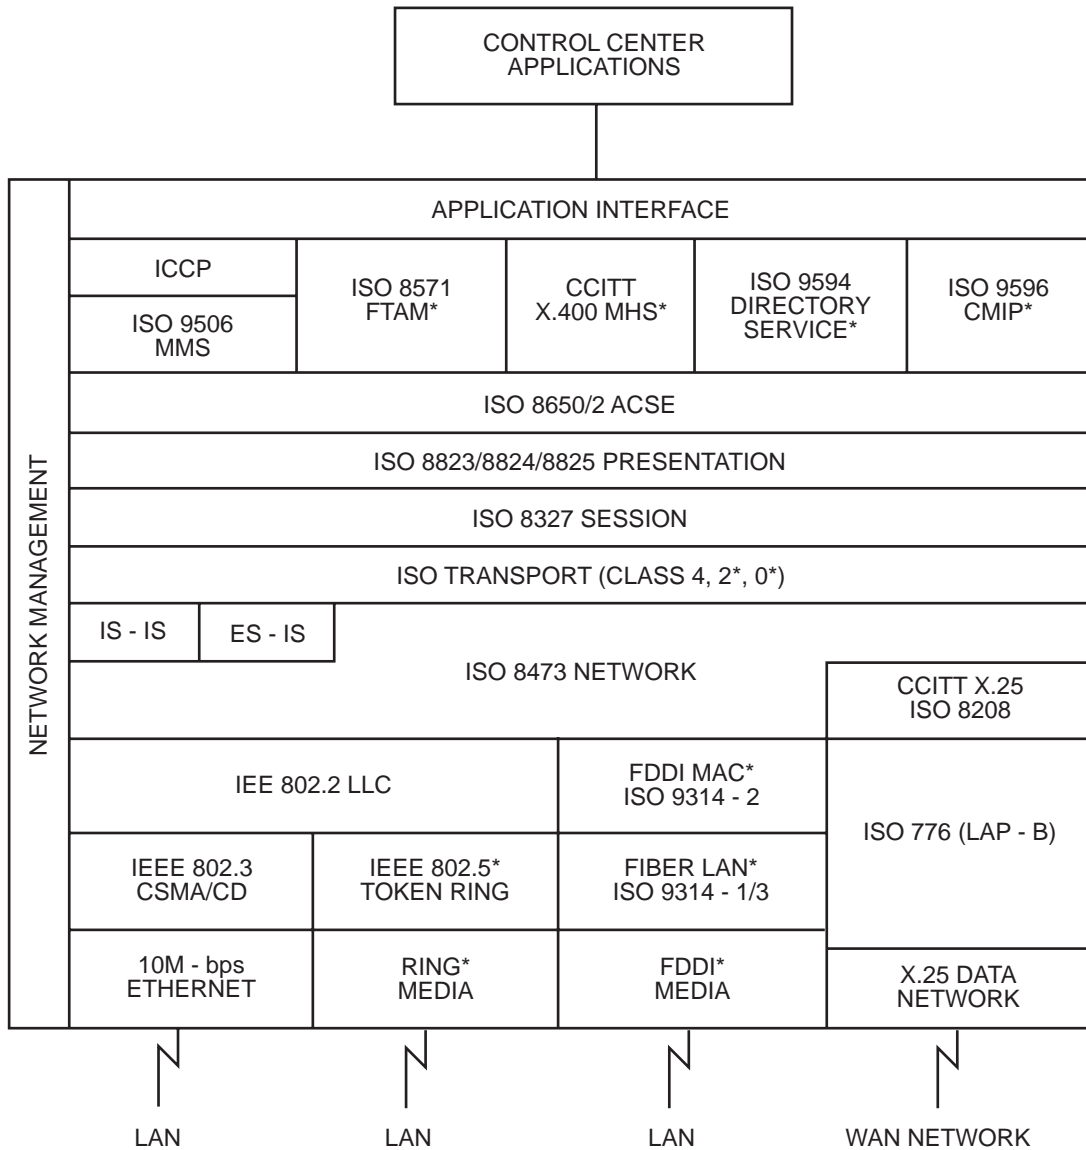 CONTROL CENTER
APPLICATIONS
APPLICATION INTERFACE
ICCP
ISO 9506
MMS
ISO 8571
FTAM*
CCITT
X.400 MHS*
ISO 9594
DIRECTORY
SERVICE*
ISO 9596
CMIP*
ISO 8650/2 ACSE
ISO 8823/8824/8825 PRESENTATION
ISO 8327 SESSION
ISO TRANSPORT (CLASS 4, 2*, 0*)
NETWORK MANAGEMENT
IS - IS
ES - IS
ISO 8473 NETWORK
CCITT X.25
ISO 8208
IEE 802.2 LLC
FDDI MAC*
ISO 9314 - 2
ISO 776 (LAP - B)
IEEE 802.3
CSMA/CD
IEEE 802.5*
TOKEN RING
FIBER LAN*
ISO 9314 - 1/3
10M - bps
ETHERNET
RING*
MEDIA
FDDI*
MEDIA
X.25 DATA
NETWORK
LAN
LAN
LAN
WAN NETWORK